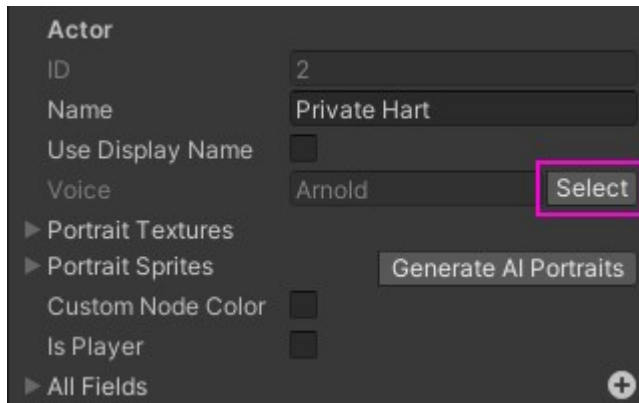 Actor
ID 2
Name Private Hart
Use Display Name
Voice Arnold Select
Portrait Textures
Portrait Sprites Generate AI Portraits
Custom Node Color
Is Player
All Fields